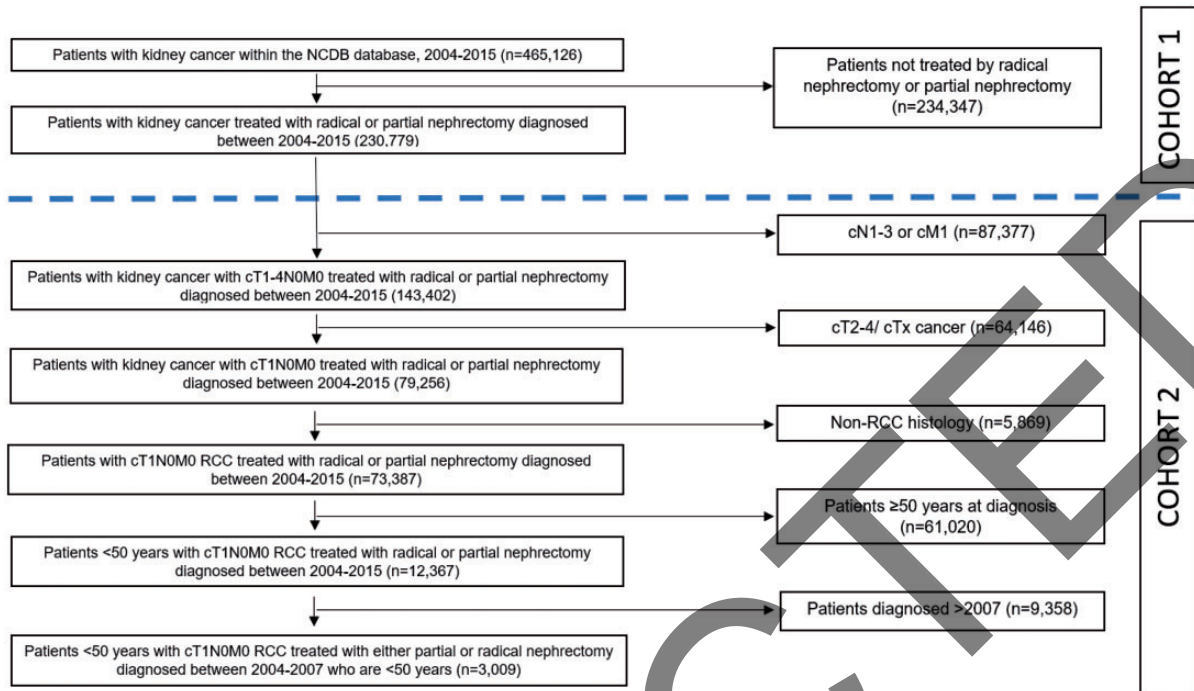 Patients with kidney cancer within the NCDB database, 2004-2015 (n=465,126)
Patients not treated by radical
nephrectomy or partial nephrectomy
(n=234,347)
Patients with kidney cancer treated with radical or partial nephrectomy diagnosed
between 2004-2015 (230,779)
COHORT 1
cN1-3 or cM1 (n=87,377)
Patients with kidney cancer with cT1-4N0M0 treated with radical or partial nephrectomy
diagnosed between 2004-2015 (143,402)
cT2-4/ cTx cancer (n=64,146)
Patients with kidney cancer with cT1N0M0 treated with radical or partial nephrectomy
diagnosed between 2004-2015 (79,256)
Non-RCC histology (n=5,869)
Patients with cT1N0M0 RCC treated with radical or partial nephrectomy diagnosed
between 2004-2015 (n=73,387)
Patients ≥50 years at diagnosis
(n=61,020)
Patients <50 years with cT1N0M0 RCC treated with radical or partial nephrectomy
diagnosed between 2004-2015 (n=12,367)
Patients diagnosed >2007 (n=9,358)
Patients <50 years with cT1N0M0 RCC treated with either partial or radical nephrectomy
diagnosed between 2004-2007 who are <50 years (n=3,009)
COHORT 2